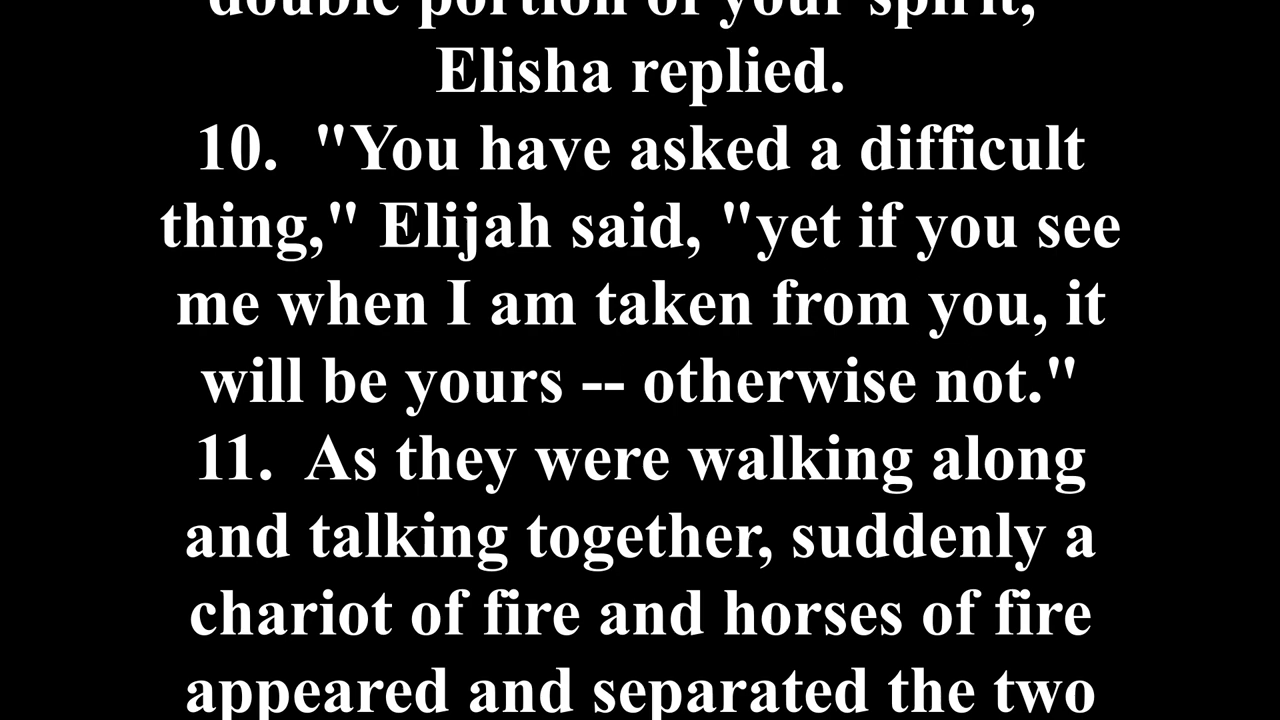 double portion of your spirit,"
Elisha replied.
10.  "You have asked a difficult
thing," Elijah said, "yet if you see
me when I am taken from you, it
will be yours -- otherwise not."
11.  As they were walking along
and talking together, suddenly a
chariot of fire and horses of fire
appeared and separated the two